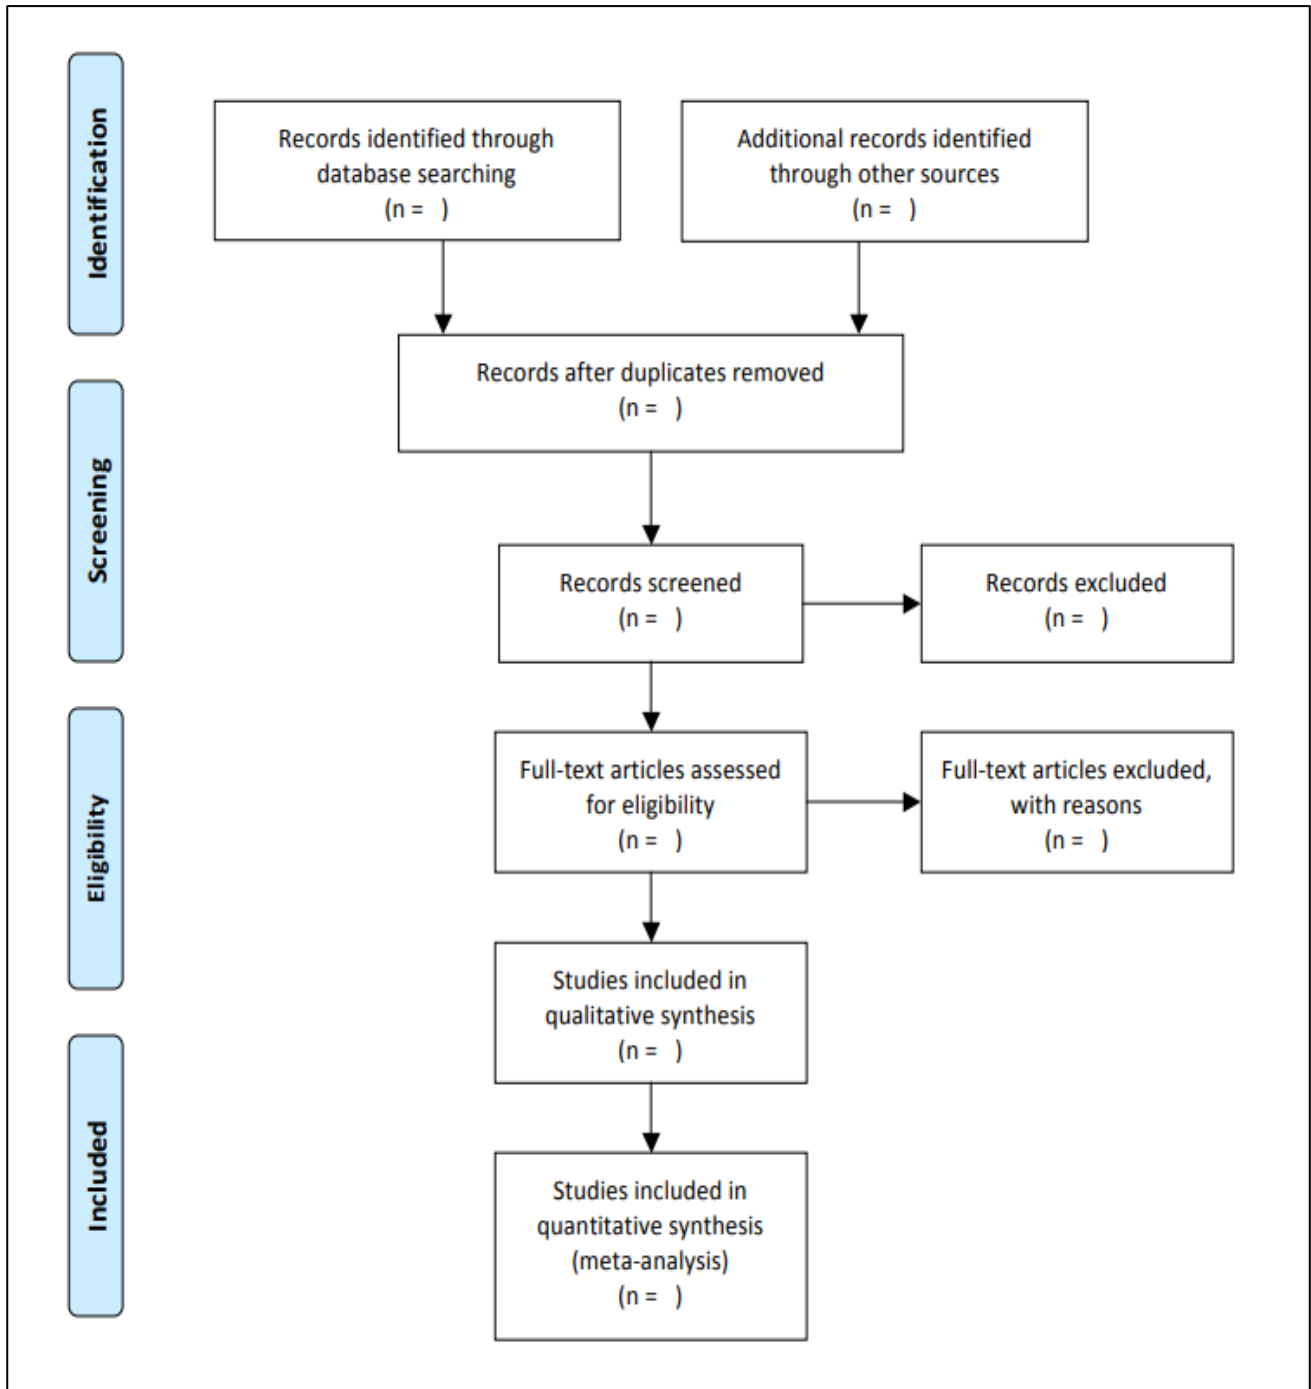 Identification
Records identified through
database searching
(n =   )
Additional records identified
through other sources
(n =   )
Records after duplicates removed
(n =   )
Screening
Records screened
(n =   )
Records excluded
(n =   )
Eligibility
Full-text articles assessed
for eligibility
(n =   )
Full-text articles excluded,
with reasons
(n =   )
Studies included in
qualitative synthesis
(n =   )
Included
Studies included in
quantitative synthesis
(meta-analysis)
(n =   )